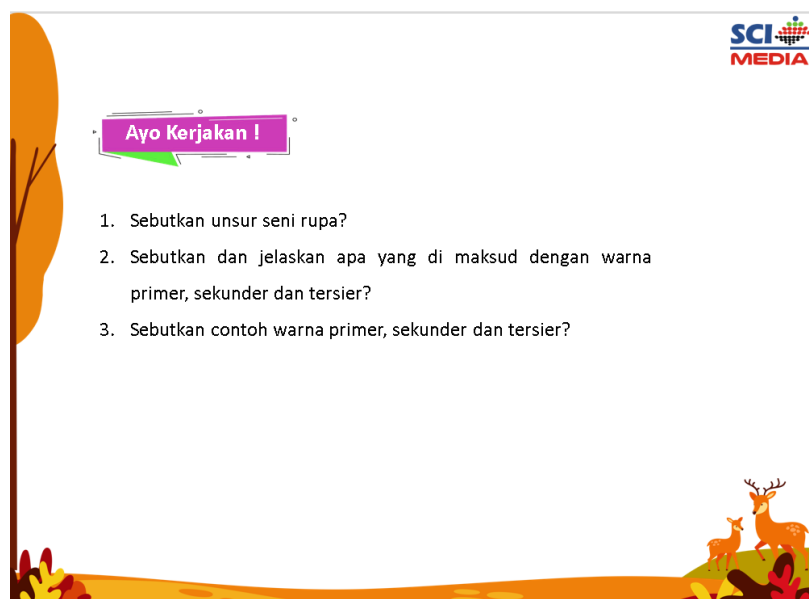 SCI
MEDIA
Ayo Kerjakan !
1. Sebutkan unsur seni rupa?
2. Sebutkan dan jelaskan apa yang di maksud dengan warna
primer, sekunder dan tersier?
3. Sebutkan contoh warna primer, sekunder dan tersier?